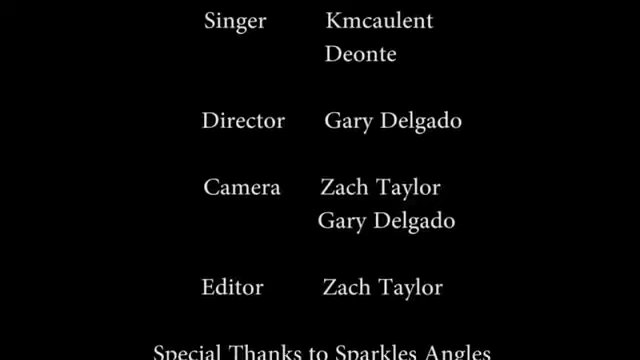 Singer Kmcaulent
Deonte
Director Gary Delgado
Camera Zach Taylor
Gary Delgado
Editor Zach Taylor
Special Thanks to Sparkles Angles